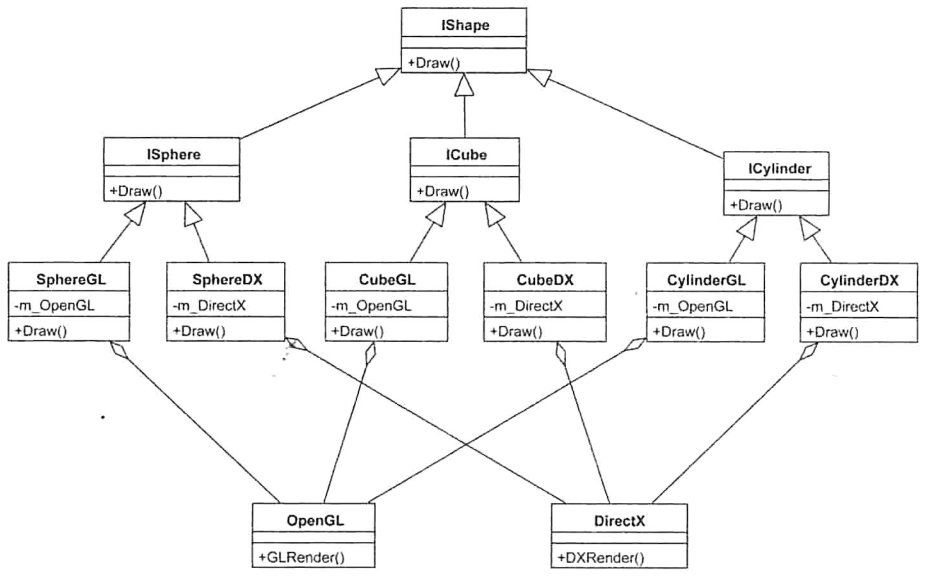 IShape
+Draw()
ISphere
+Draw()
ICube
+Draw()
ICylinder
+Draw()
SphereGL
-m_OpenGL
+Draw()
SphereDX
-m_DirectX
+Draw()
CubeGL
-m_OpenGL
+Draw()
CubeDX
-m_DirectX
+Draw()
CylinderGL
-m_OpenGL
+Draw()
CylinderDX
-m_DirectX
+Draw()
OpenGL
+GLRender()
DirectX
+DXRender()